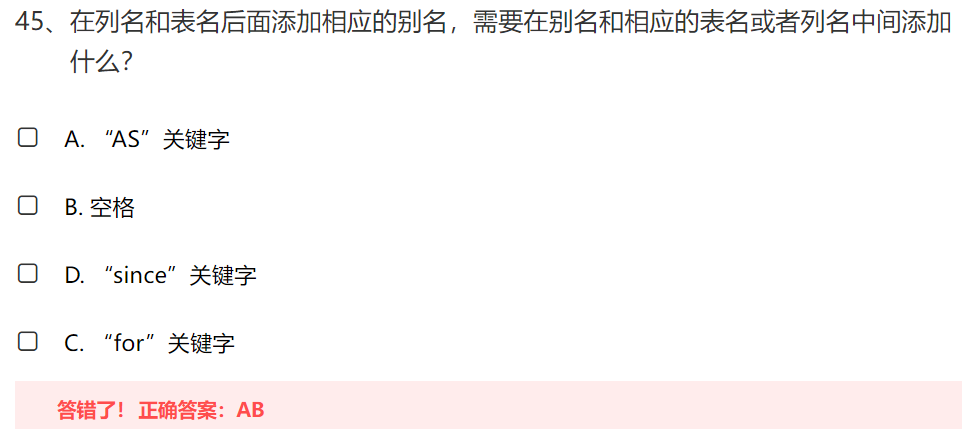 45、在列名和表名后面添加相应的别名，需要在别名和相应的表名或者列名中间添加
什么？
A. “AS”关键字
B. 空格
D. “since”关键字
C. “for”关键字
答错了！正确答案：AB